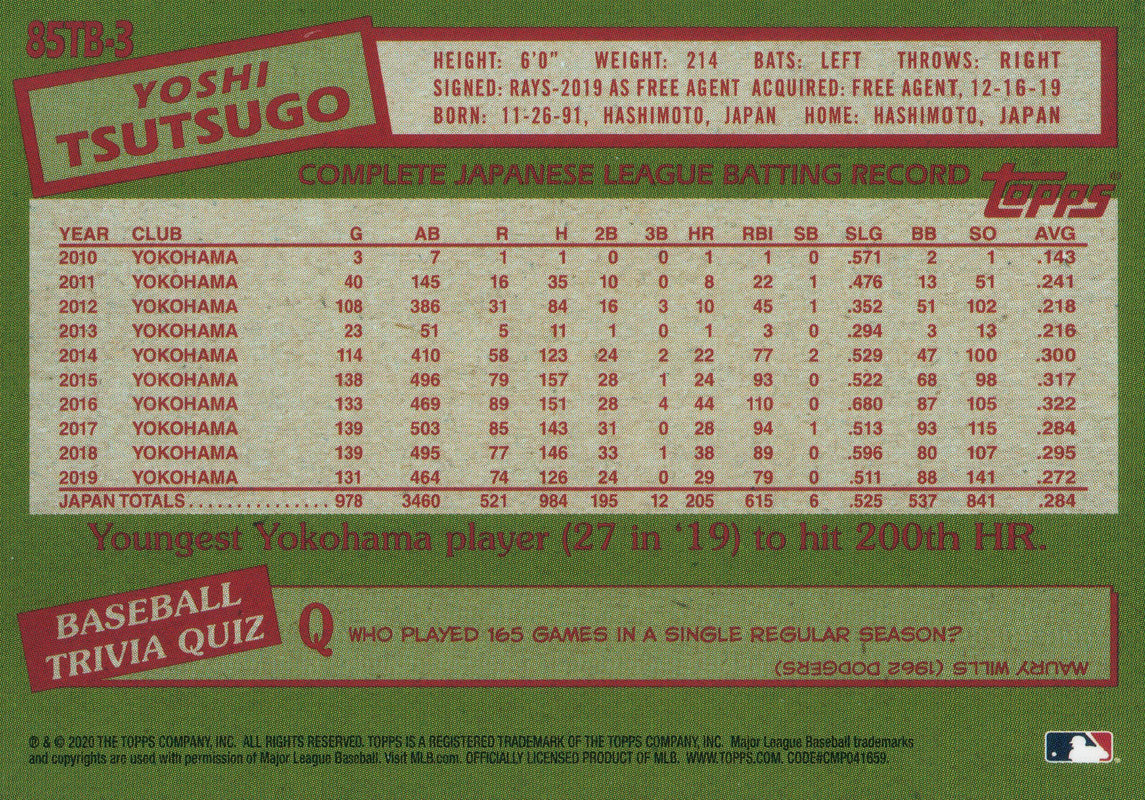 85TB-3
YOSHI
TSUTSUGO
HEIGHT: 6'0" WEIGHT: 214 BATS: LEFT THROWS: RIGHT
SIGNED: RAYS-2019 AS FREE AGENT ACQUIRED: FREE AGENT, 12-16-19
BORN: 11-26-91, HASHIMOTO, JAPAN HOME: HASHIMOTO, JAPAN
COMPLETE JAPANESE LEAGUE BATTING RECORD
topps®
YEAR CLUB G AB R H 2B 3B HR RBI SB SLG BB SO AVG
2010 YOKOHAMA 3 7 1 1 0 0 1 1 0 .571 2 1 .143
2011 YOKOHAMA 40 145 16 35 10 0 8 22 1 .476 13 51 .241
2012 YOKOHAMA 108 386 31 84 16 3 10 45 1 .352 51 102 .218
2013 YOKOHAMA 23 51 5 11 1 0 1 3 0 .294 3 13 .216
2014 YOKOHAMA 114 410 58 123 24 2 22 77 2 .529 47 100 .300
2015 YOKOHAMA 138 496 79 157 28 1 24 93 0 .522 68 98 .317
2016 YOKOHAMA 133 469 89 151 28 4 44 110 0 .680 87 105 .322
2017 YOKOHAMA 139 503 85 143 31 0 28 94 1 .513 93 115 .284
2018 YOKOHAMA 139 495 77 146 33 1 38 89 0 .596 80 107 .295
2019 YOKOHAMA 131 464 74 126 24 0 29 79 0 .511 88 141 .272
JAPAN TOTALS................ 978 3460 521 984 195 12 205 615 6 .525 537 841 .284
Youngest Yokohama player (27 in '19) to hit 200th HR.
BASEBALL
TRIVIA QUIZ
Q WHO PLAYED 165 GAMES IN A SINGLE REGULAR SEASON?
MAURY WILLS (1962 DODGERS)
® & © 2020 THE TOPPS COMPANY, INC. ALL RIGHTS RESERVED. TOPPS IS A REGISTERED TRADEMARK OF THE TOPPS COMPANY, INC. Major League Baseball trademarks
and copyrights are used with permission of Major League Baseball. Visit MLB.com. OFFICIALLY LICENSED PRODUCT OF MLB. WWW.TOPPS.COM. CODE#CMP041659.